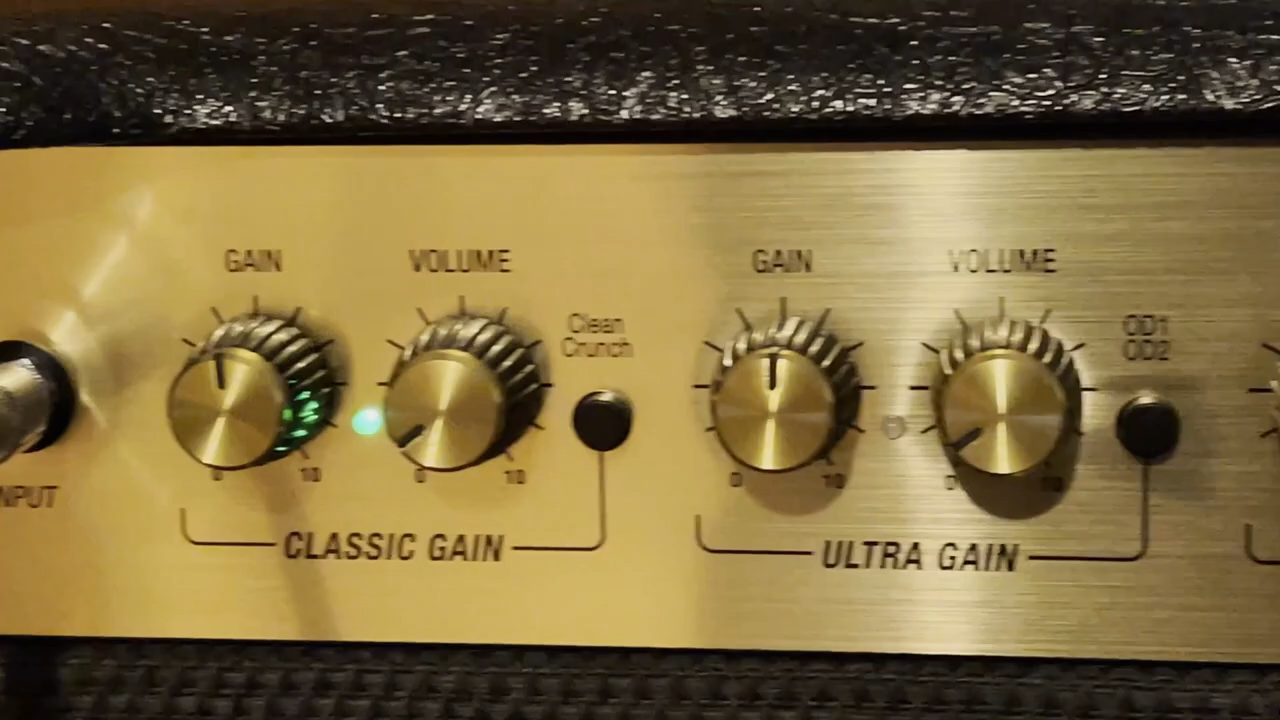 GAIN
VOLUME
Clean
Crunch
0
10
0
10
CLASSIC GAIN
GAIN
VOLUME
OD1
OD2
0
10
0
10
ULTRA GAIN
NPUT